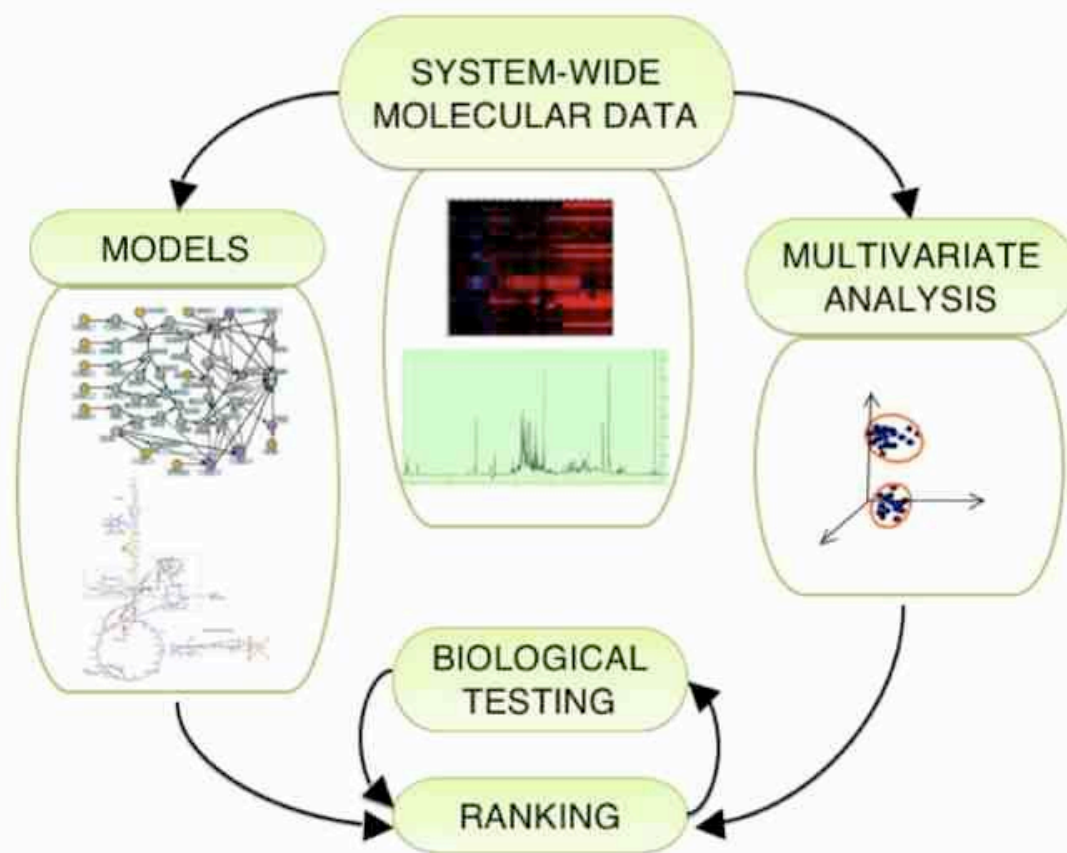 SYSTEM-WIDE
MOLECULAR DATA
MODELS
MULTIVARIATE
ANALYSIS
BIOLOGICAL
TESTING
RANKING